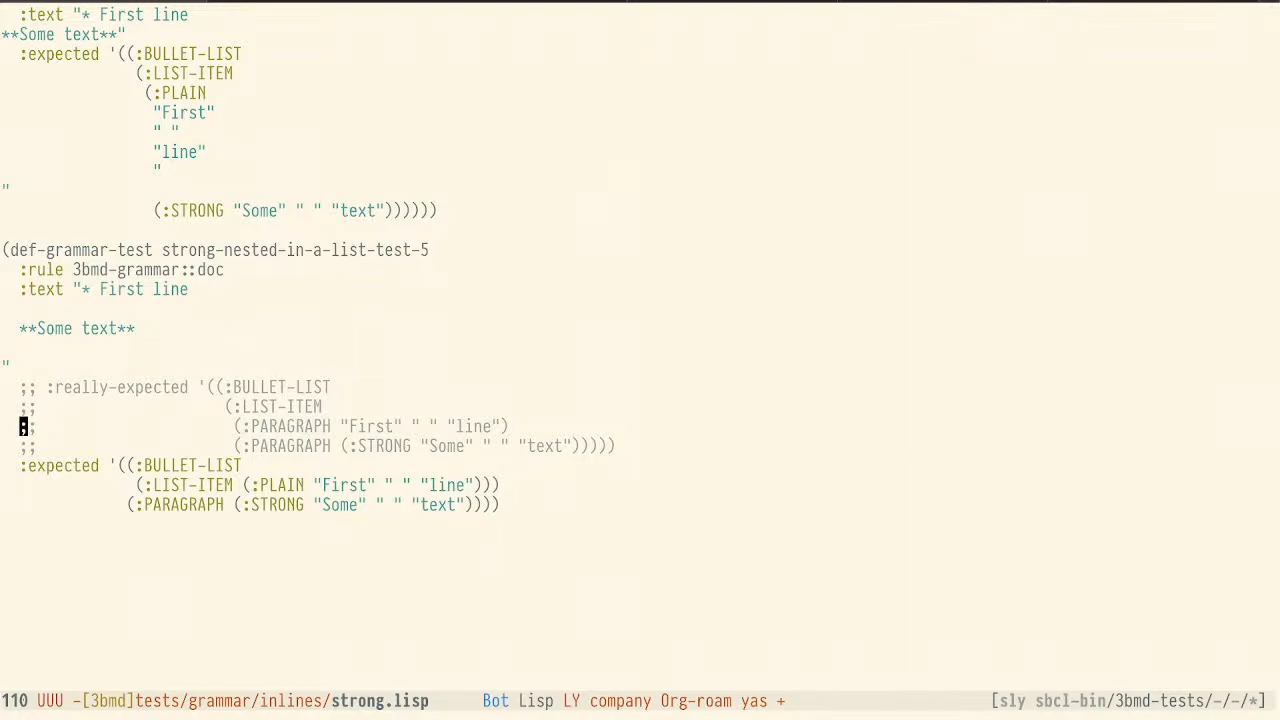 :text "* First line
**Some text**"
  :expected '((:BULLET-LIST
               (:LIST-ITEM
                (:PLAIN
                 "First"
                 " "
                 "line"
                 "
"
                 (:STRONG "Some" " " "text"))))))

(def-grammar-test strong-nested-in-a-list-test-5
  :rule 3bmd-grammar::doc
  :text "* First line

  **Some text**

"
  ;; :really-expected '((:BULLET-LIST
  ;;                      (:LIST-ITEM
  ;;                       (:PARAGRAPH "First" " " "line")
  ;;                       (:PARAGRAPH (:STRONG "Some" " " "text")))))
  :expected '((:BULLET-LIST
               (:LIST-ITEM (:PLAIN "First" " " "line")))
              (:PARAGRAPH (:STRONG "Some" " " "text"))))
110 UUU -[3bmd]tests/grammar/inlines/strong.lisp      Bot Lisp LY company Org-roam yas +                       [sly sbcl-bin/3bmd-tests/-/-/*]